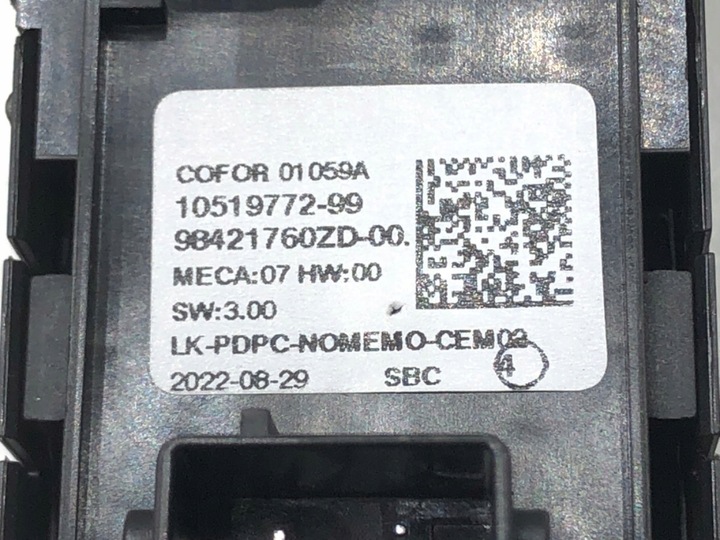 COFOR 01059A
10519772-99
98421760ZD-00.
MECA:07 HW:00
SW:3.00
LK-PDPC-NOMEMO-CEM03
2022-08-29 SBC 4